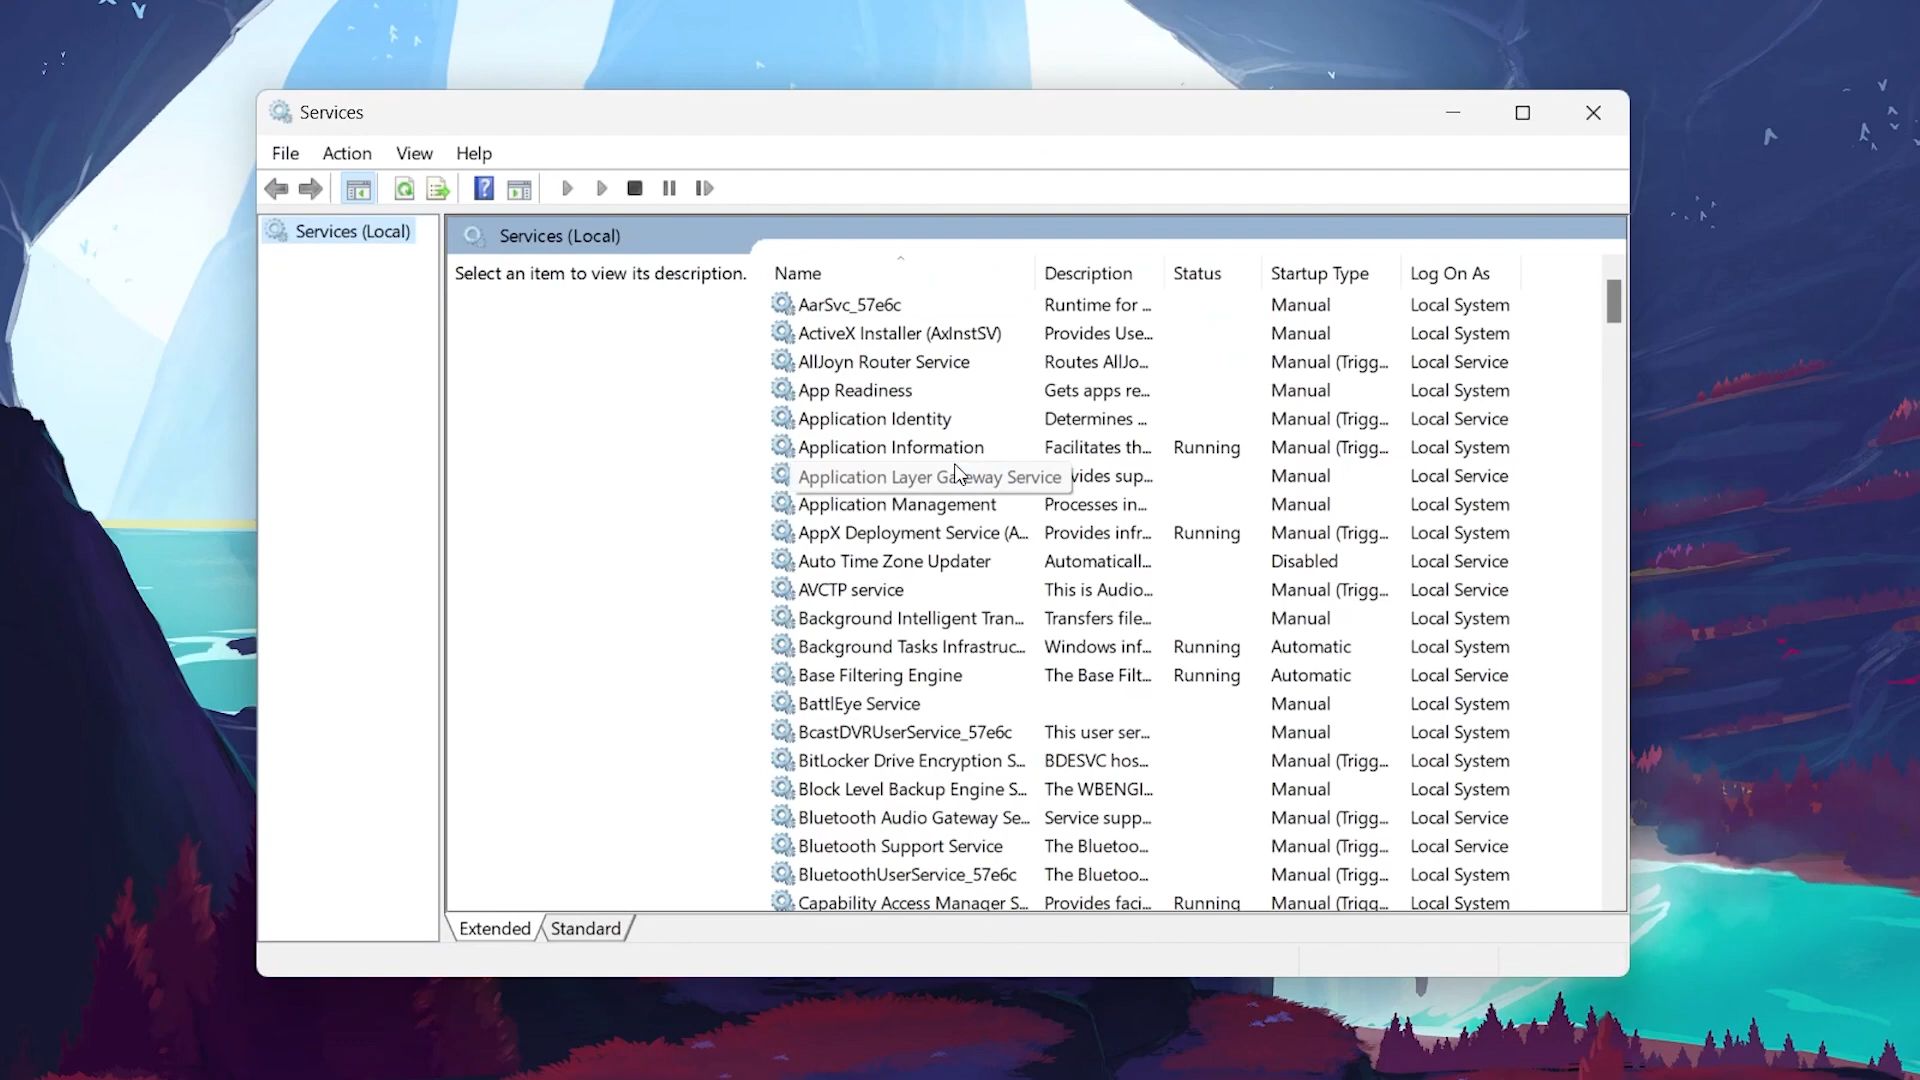 Services
File Action View Help
Services (Local)
Services (Local)
Select an item to view its description.
Name Description Status Startup Type Log On As
AarSvc_57e6c Runtime for ... Manual Local System
ActiveX Installer (AxInstSV) Provides Use... Manual Local System
AllJoyn Router Service Routes AllJo... Manual (Trigg... Local Service
App Readiness Gets apps re... Manual Local System
Application Identity Determines ... Manual (Trigg... Local Service
Application Information Facilitates th... Running Manual (Trigg... Local System
Application Layer Gateway Service vides sup... Manual Local Service
Application Management Processes in... Manual Local System
AppX Deployment Service (A... Provides infr... Running Manual (Trigg... Local System
Auto Time Zone Updater Automaticall... Disabled Local Service
AVCTP service This is Audio... Manual (Trigg... Local Service
Background Intelligent Tran... Transfers file... Manual Local System
Background Tasks Infrastruc... Windows inf... Running Automatic Local System
Base Filtering Engine The Base Filt... Running Automatic Local Service
BattlEye Service Manual Local System
BcastDVRUserService_57e6c This user ser... Manual Local System
BitLocker Drive Encryption S... BDESVC hos... Manual (Trigg... Local System
Block Level Backup Engine S... The WBENGI... Manual Local System
Bluetooth Audio Gateway Se... Service supp... Manual (Trigg... Local Service
Bluetooth Support Service The Bluetoo... Manual (Trigg... Local Service
BluetoothUserService_57e6c The Bluetoo... Manual (Trigg... Local System
Capability Access Manager S... Provides faci... Running Manual (Trigg... Local System
Extended Standard